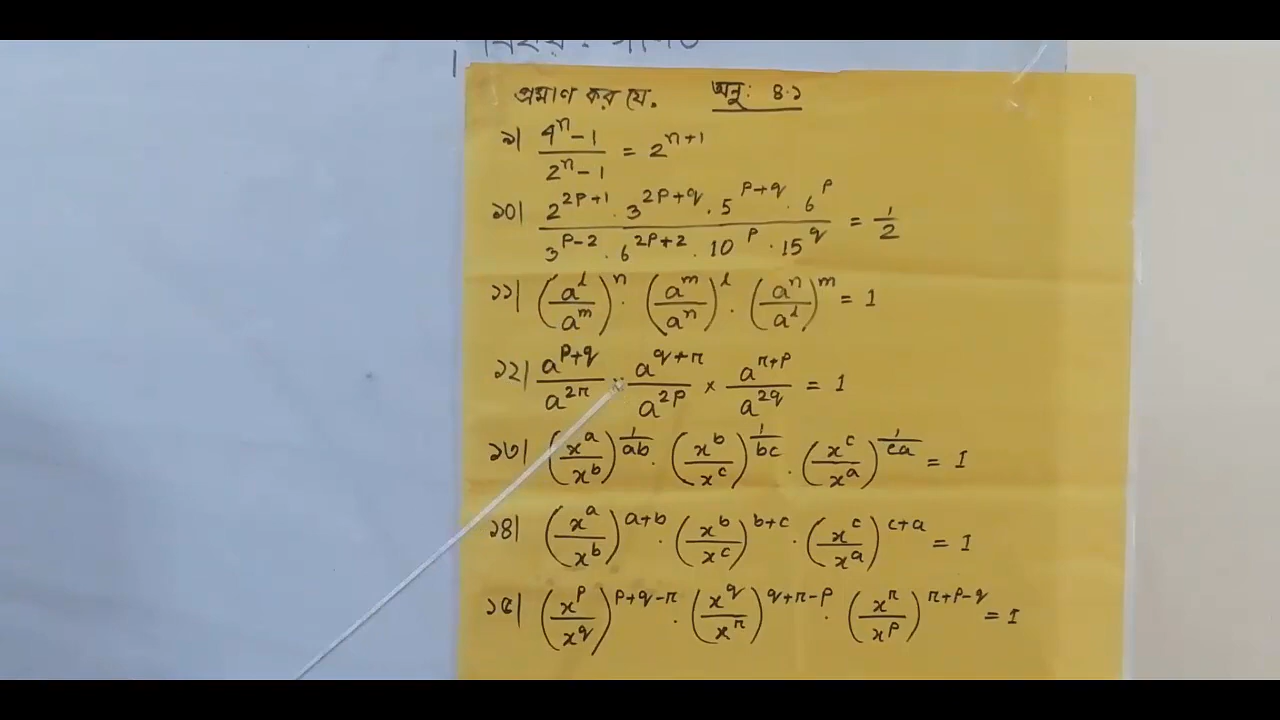 বিষয় : গণিত
প্রমাণ কর যে. অনু: ৪.১
৯| (4^n - 1)/(2^n - 1) = 2^{n+1}
১০| (2^{2p+1} · 3^{2p+q} · 5^{p+q} · 6^p)/(3^{p-2} · 6^{2p+2} · 10^p · 15^q) = 1/2
১১| (a^l/a^m)^n · (a^m/a^n)^l · (a^n/a^l)^m = 1
১২| a^{p+q}/a^{2r} × a^{q+r}/a^{2p} × a^{r+p}/a^{2q} = 1
১৩| (x^a/x^b)^{1/ab} · (x^b/x^c)^{1/bc} · (x^c/x^a)^{1/ca} = 1
১৪| (x^a/x^b)^{a+b} · (x^b/x^c)^{b+c} · (x^c/x^a)^{c+a} = 1
১৫| (x^p/x^q)^{p+q-r} · (x^q/x^r)^{q+r-p} · (x^r/x^p)^{r+p-q} = 1